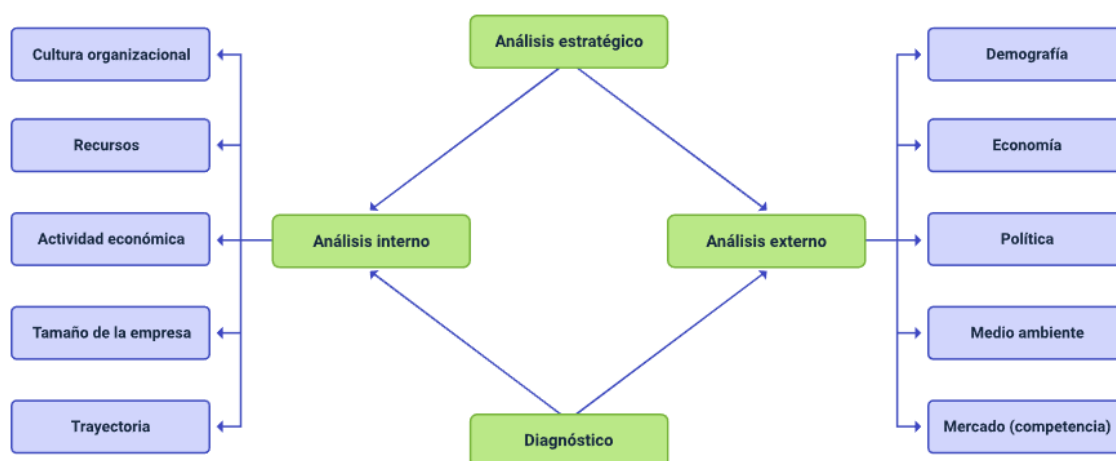 Análisis estratégico
Cultura organizacional
Recursos
Actividad económica
Tamaño de la empresa
Trayectoria
Análisis interno
Análisis externo
Diagnóstico
Demografía
Economía
Política
Medio ambiente
Mercado (competencia)